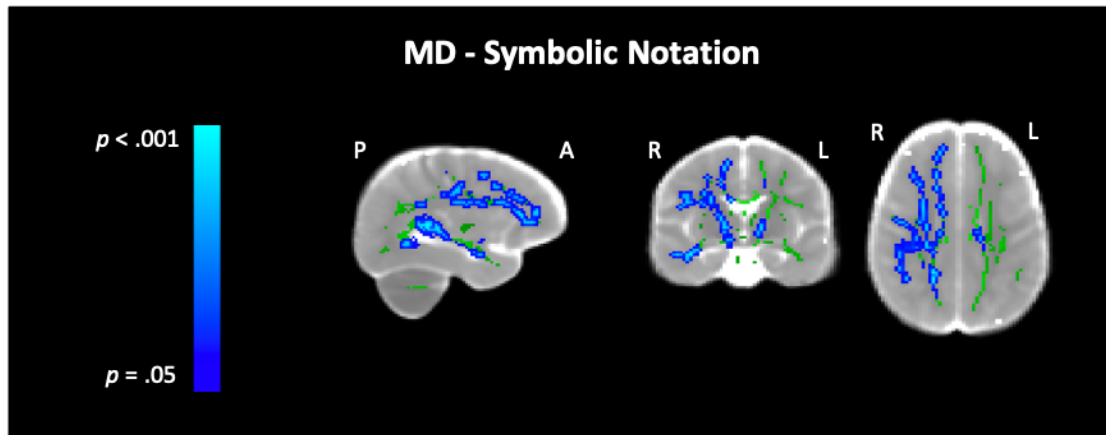 MD - Symbolic Notation
p < .001
p = .05
P
A
R
L
R
L